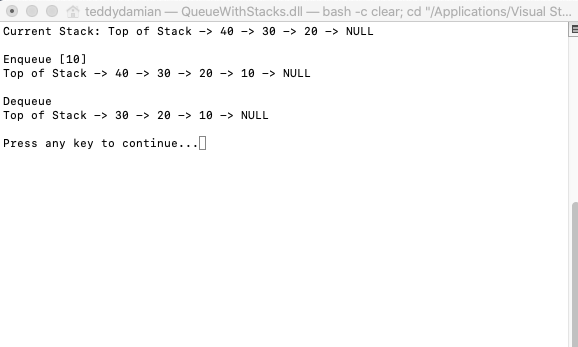 teddydamian — QueueWithStacks.dll — bash -c clear; cd "/Applications/Visual St...
Current Stack: Top of Stack -> 40 -> 30 -> 20 -> NULL
Enqueue [10]
Top of Stack -> 40 -> 30 -> 20 -> 10 -> NULL
Dequeue
Top of Stack -> 30 -> 20 -> 10 -> NULL
Press any key to continue...